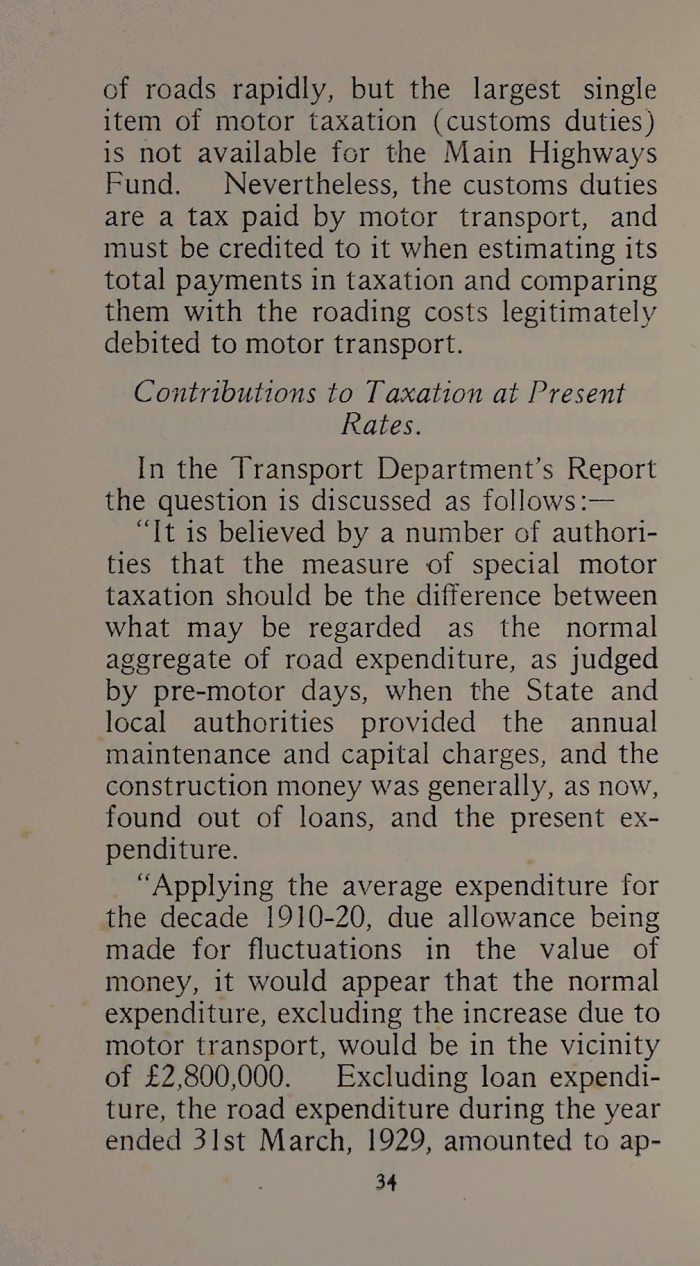 of roads rapidly, but the largest single
item of motor taxation (customs duties)
is not available for the Main Highways
Fund. Nevertheless, the customs duties
are a tax paid by motor transport, and
must be credited to it when estimating its
total payments in taxation and comparing
them with the roading costs legitimately
debited to motor transport.
Contributions to Taxation at Present
Rates.
In the Transport Department's Report
the question is discussed as follows:—
"It is believed by a number of authori-
ties that the measure of special motor
taxation should be the difference between
what may be regarded as the normal
aggregate of road expenditure, as judged
by pre-motor days, when the State and
local authorities provided the annual
maintenance and capital charges, and the
construction money was generally, as now,
found out of loans, and the present ex-
penditure.
"Applying the average expenditure for
the decade 1910-20, due allowance being
made for fluctuations in the value of
money, it would appear that the normal
expenditure, excluding the increase due to
motor transport, would be in the vicinity
of £2,800,000. Excluding loan expendi-
ture, the road expenditure during the year
ended 31st March, 1929, amounted to ap-
34